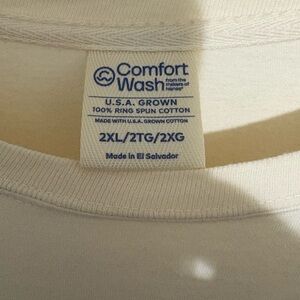 Comfort
Wash from the makers of Hanes®
U.S.A. GROWN
100% RING SPUN COTTON
MADE WITH U.S.A. GROWN COTTON
2XL/2TG/2XG
Made in El Salvador